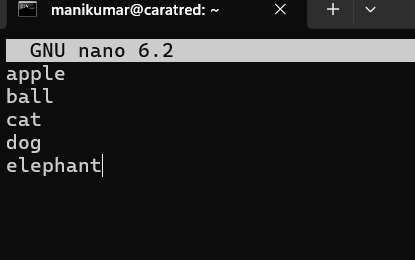 manikumar@caratred: ~
GNU nano 6.2
apple
ball
cat
dog
elephant